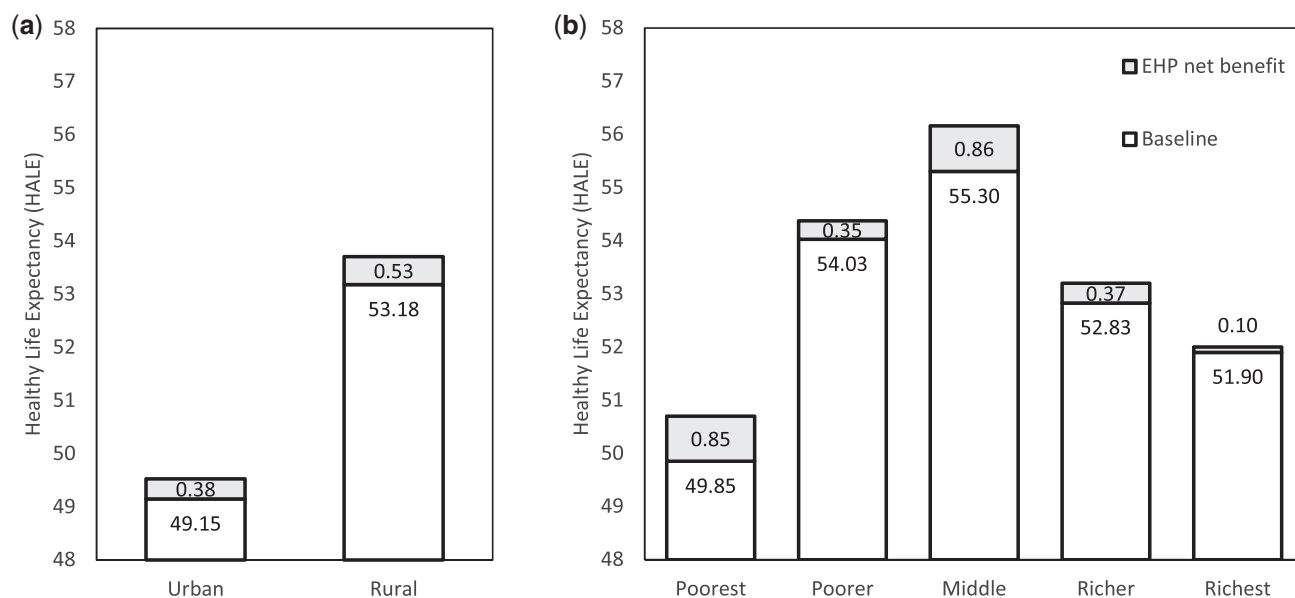 (a)
Healthy Life Expectancy (HALE)
58
57
56
55
54
53
52
51
50
49
48
0.38
49.15
0.53
53.18
Urban
Rural
(b)
Healthy Life Expectancy (HALE)
58
57
56
55
54
53
52
51
50
49
48
EHP net benefit
Baseline
0.85
49.85
0.35
54.03
0.86
55.30
0.37
52.83
0.10
51.90
Poorest
Poorer
Middle
Richer
Richest